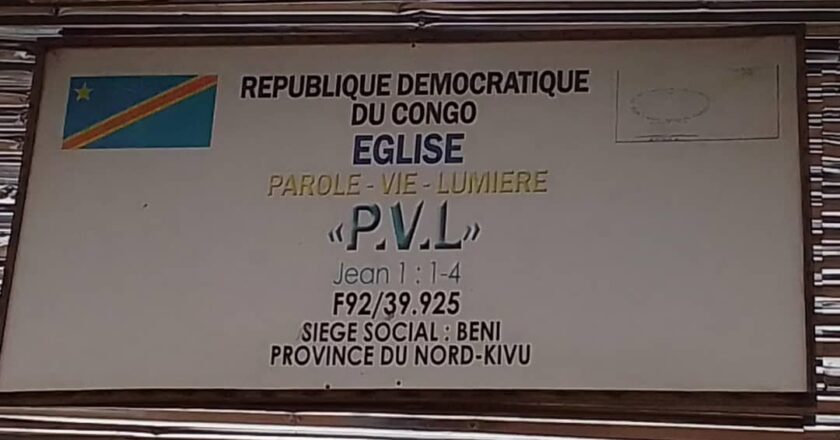 REPUBLIQUE DEMOCRATIQUE
DU CONGO
EGLISE
PAROLE - VIE - LUMIERE
«P.V.L»
Jean 1 : 1-4
F92/39.925
SIEGE SOCIAL : BENI
PROVINCE DU NORD-KIVU